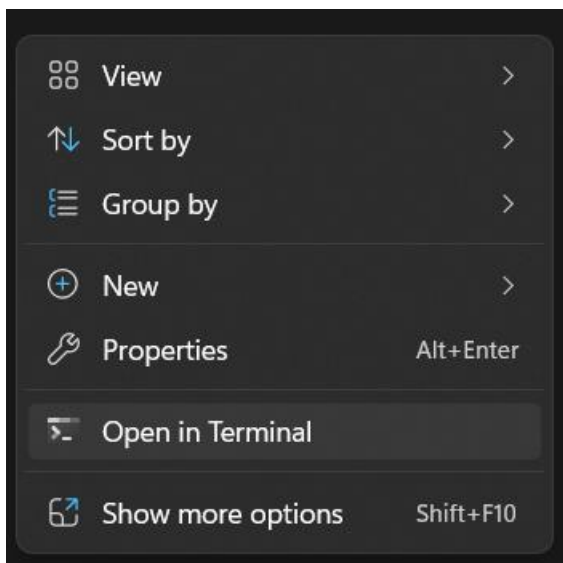 View
Sort by
Group by
New
Properties Alt+Enter
Open in Terminal
Show more options Shift+F10